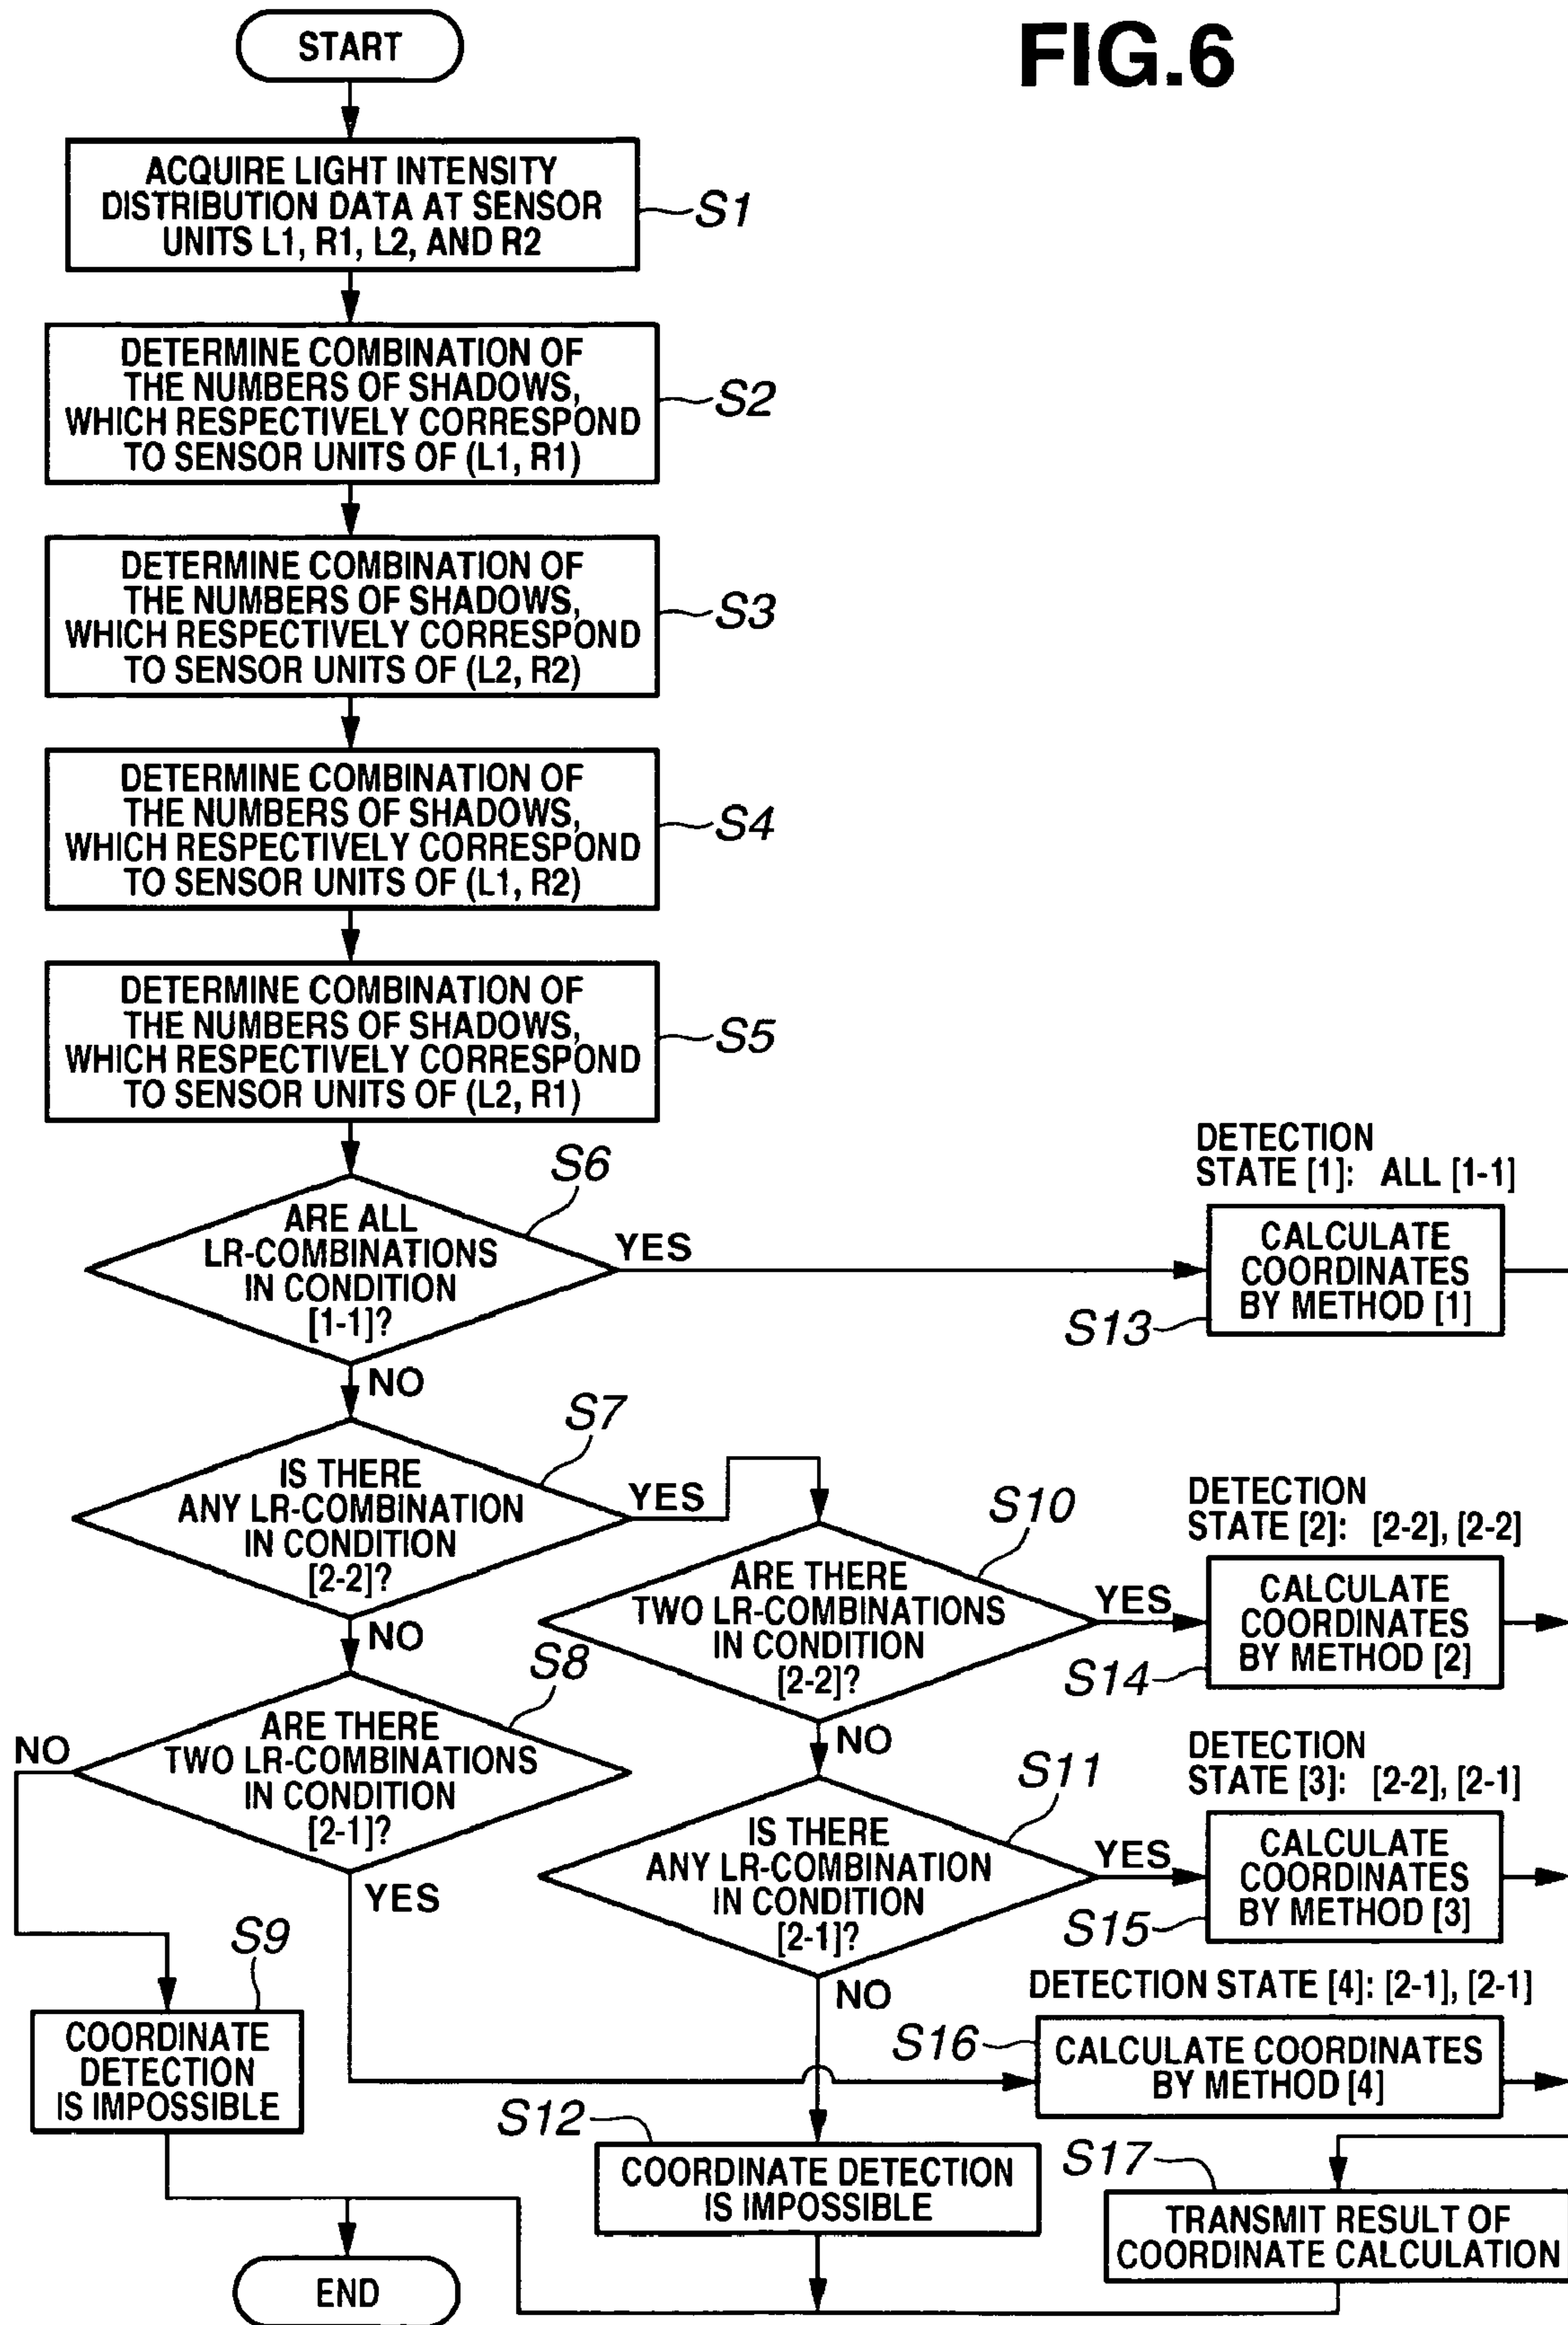 FIG.6
START
ACQUIRE LIGHT INTENSITY
DISTRIBUTION DATA AT SENSOR
UNITS L1, R1, L2, AND R2
S1
DETERMINE COMBINATION OF
THE NUMBERS OF SHADOWS,
WHICH RESPECTIVELY CORRESPOND
TO SENSOR UNITS OF (L1, R1)
S2
DETERMINE COMBINATION OF
THE NUMBERS OF SHADOWS,
WHICH RESPECTIVELY CORRESPOND
TO SENSOR UNITS OF (L2, R2)
S3
DETERMINE COMBINATION OF
THE NUMBERS OF SHADOWS,
WHICH RESPECTIVELY CORRESPOND
TO SENSOR UNITS OF (L1, R2)
S4
DETERMINE COMBINATION OF
THE NUMBERS OF SHADOWS,
WHICH RESPECTIVELY CORRESPOND
TO SENSOR UNITS OF (L2, R1)
S5
S6
ARE ALL
LR-COMBINATIONS
IN CONDITION
[1-1]?
YES
NO
DETECTION
STATE [1]: ALL [1-1]
CALCULATE
COORDINATES
BY METHOD [1]
S13
S7
IS THERE
ANY LR-COMBINATION
IN CONDITION
[2-2]?
YES
NO
S10
ARE THERE
TWO LR-COMBINATIONS
IN CONDITION
[2-2]?
YES
NO
DETECTION
STATE [2]: [2-2], [2-2]
CALCULATE
COORDINATES
BY METHOD [2]
S14
S8
ARE THERE
TWO LR-COMBINATIONS
IN CONDITION
[2-1]?
NO
YES
S11
IS THERE
ANY LR-COMBINATION
IN CONDITION
[2-1]?
YES
NO
DETECTION
STATE [3]: [2-2], [2-1]
CALCULATE
COORDINATES
BY METHOD [3]
S15
S9
COORDINATE
DETECTION
IS IMPOSSIBLE
DETECTION STATE [4]: [2-1], [2-1]
S16
CALCULATE COORDINATES
BY METHOD [4]
S12
COORDINATE DETECTION
IS IMPOSSIBLE
S17
TRANSMIT RESULT OF
COORDINATE CALCULATION
END